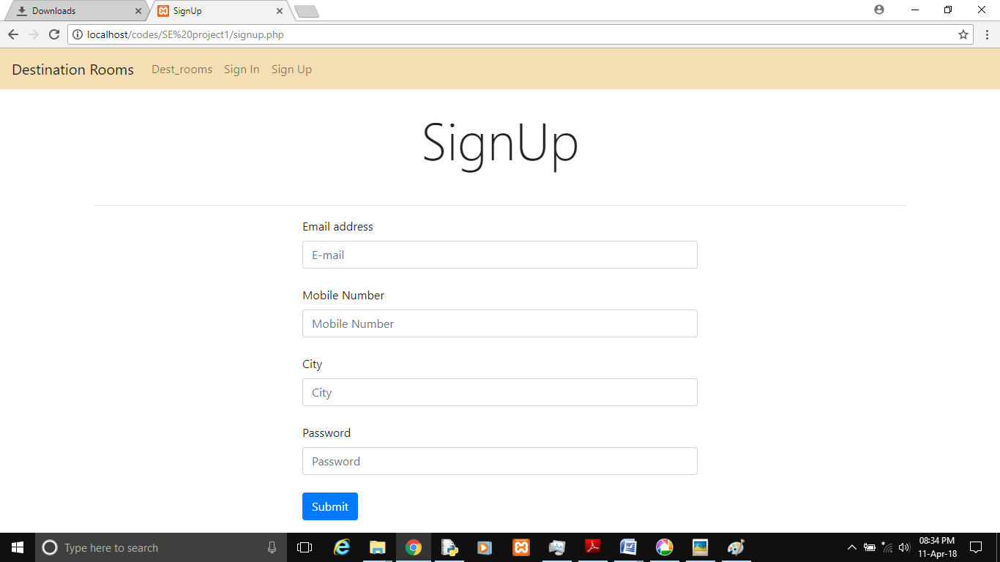 Downloads
SignUp
localhost/codes/SE%20project1/signup.php
Destination Rooms Dest_rooms Sign In Sign Up
SignUp
Email address
E-mail
Mobile Number
Mobile Number
City
City
Password
Password
Submit
Type here to search
08:34 PM
11-Apr-18